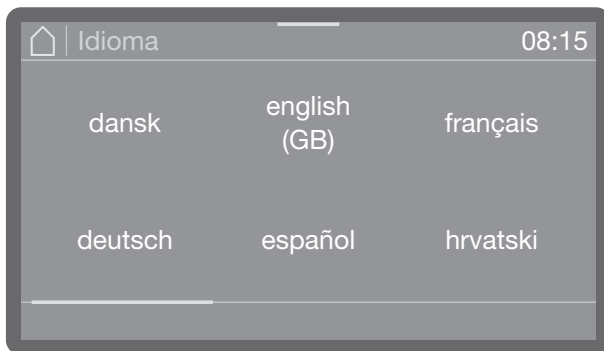 Idioma 08:15
dansk english (GB) français
deutsch español hrvatski